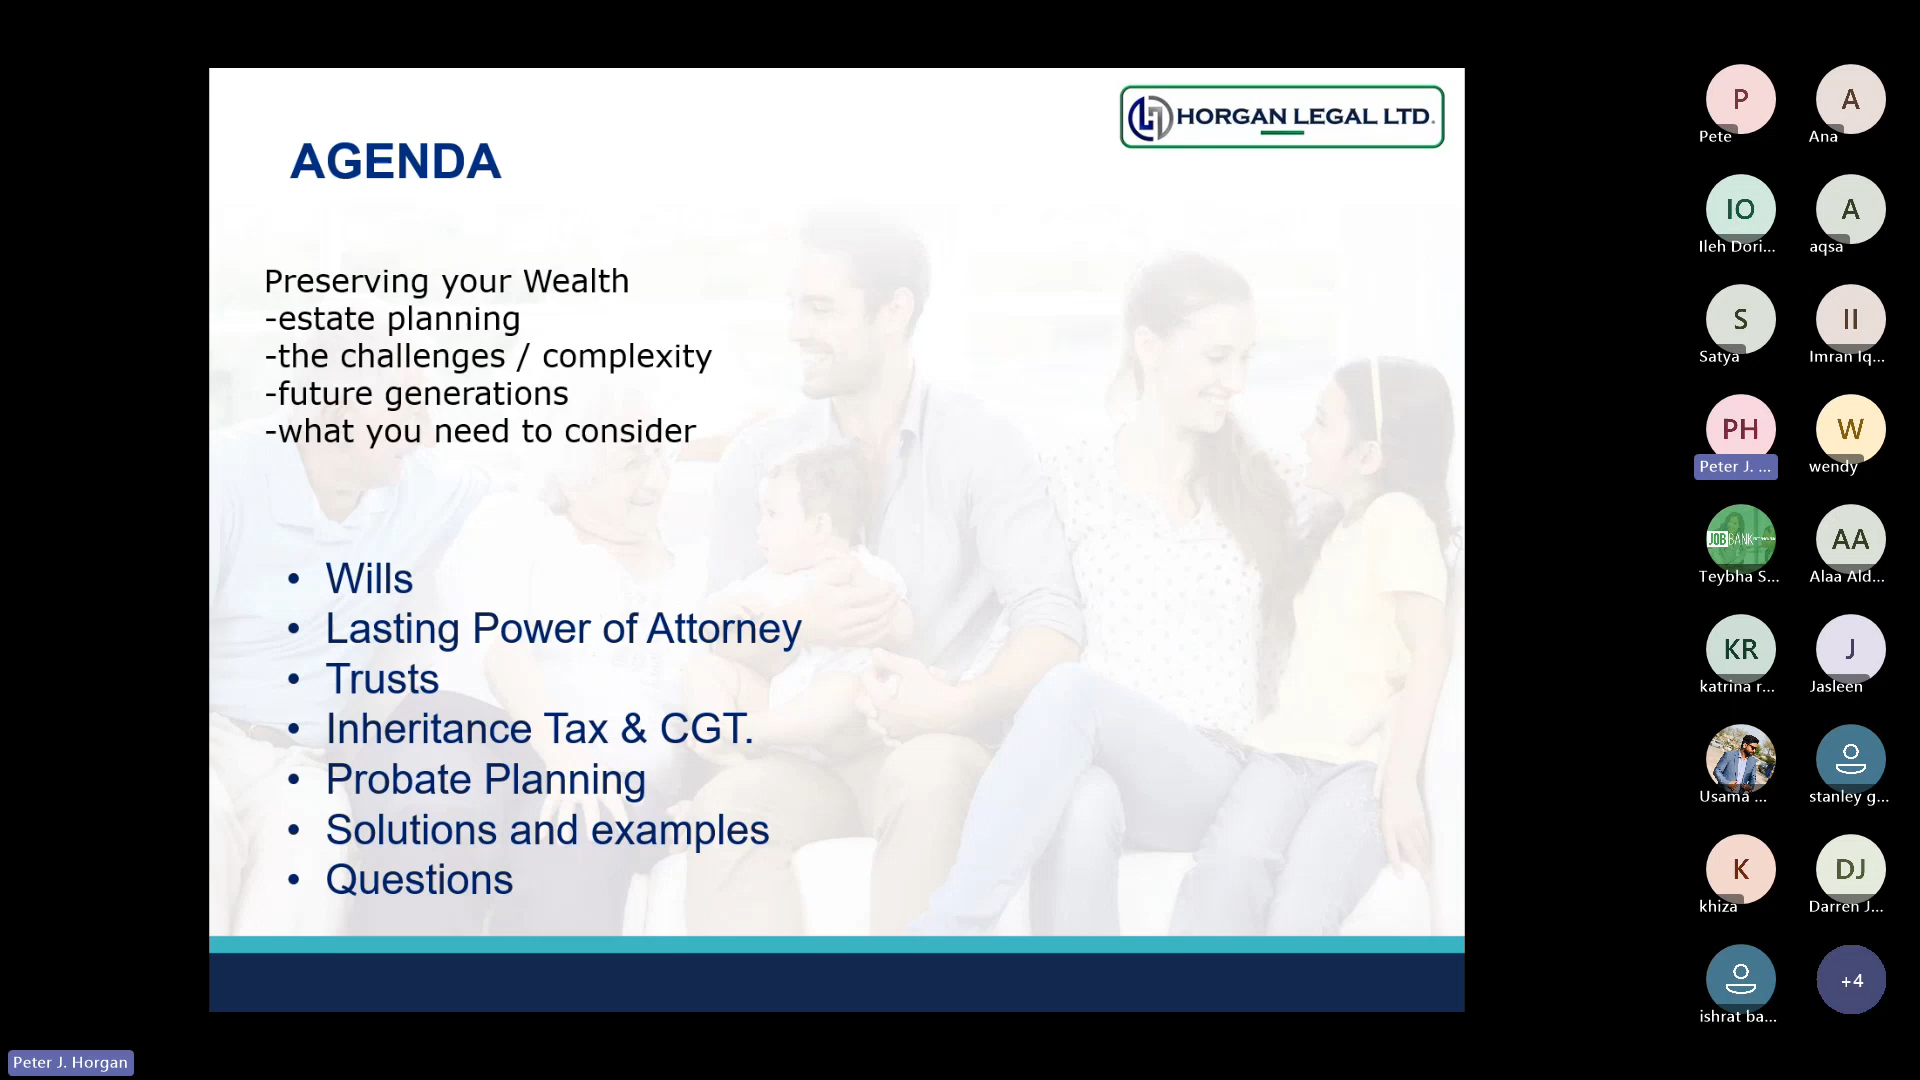 HORGAN LEGAL LTD.
AGENDA
Preserving your Wealth
-estate planning
-the challenges / complexity
-future generations
-what you need to consider
• Wills
• Lasting Power of Attorney
• Trusts
• Inheritance Tax & CGT.
• Probate Planning
• Solutions and examples
• Questions
P
Pete
A
Ana
IO
Ileh Dori...
A
aqsa
S
Satya
II
Imran Iq...
PH
Peter J. ...
W
wendy
JOB BANK
Teybha S...
AA
Alaa Ald...
KR
katrina r...
J
Jasleen
Usama ...
stanley g...
K
khiza
DJ
Darren J...
ishrat ba...
+4
Peter J. Horgan